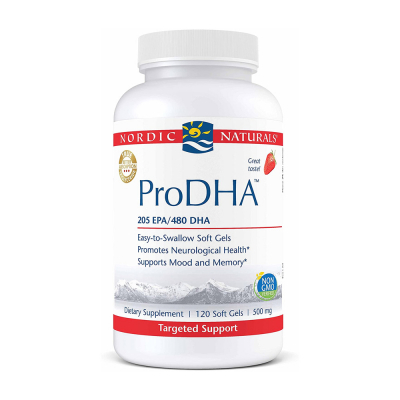 NORDIC NATURALS®
Great
taste!
ProDHA™
205 EPA/480 DHA
Easy-to-Swallow Soft Gels
Promotes Neurological Health*
Supports Mood and Memory*
NON
GMO
Dietary Supplement | 120 Soft Gels | 500 mg
Targeted Support